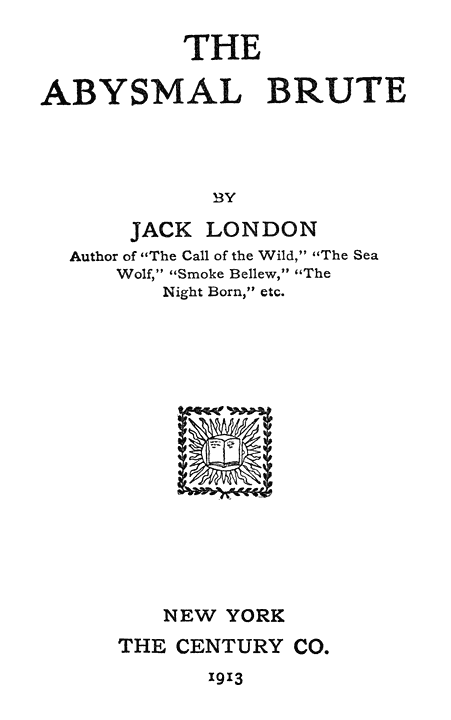 THE
ABYSMAL BRUTE
BY
JACK LONDON
Author of “The Call of the Wild,” “The Sea
Wolf,” “Smoke Bellew,” “The
Night Born,” etc.
NEW YORK
THE CENTURY CO.
1913